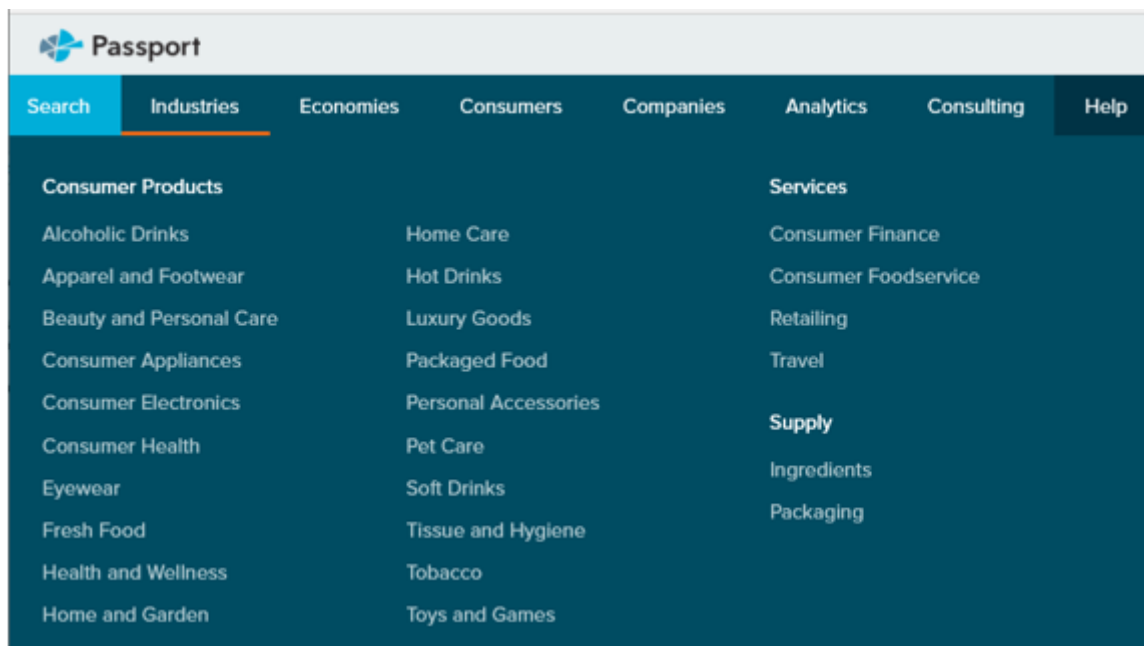 Passport
Search Industries Economies Consumers Companies Analytics Consulting Help
Consumer Products
Alcoholic Drinks
Apparel and Footwear
Beauty and Personal Care
Consumer Appliances
Consumer Electronics
Consumer Health
Eyewear
Fresh Food
Health and Wellness
Home and Garden
Home Care
Hot Drinks
Luxury Goods
Packaged Food
Personal Accessories
Pet Care
Soft Drinks
Tissue and Hygiene
Tobacco
Toys and Games
Services
Consumer Finance
Consumer Foodservice
Retailing
Travel
Supply
Ingredients
Packaging